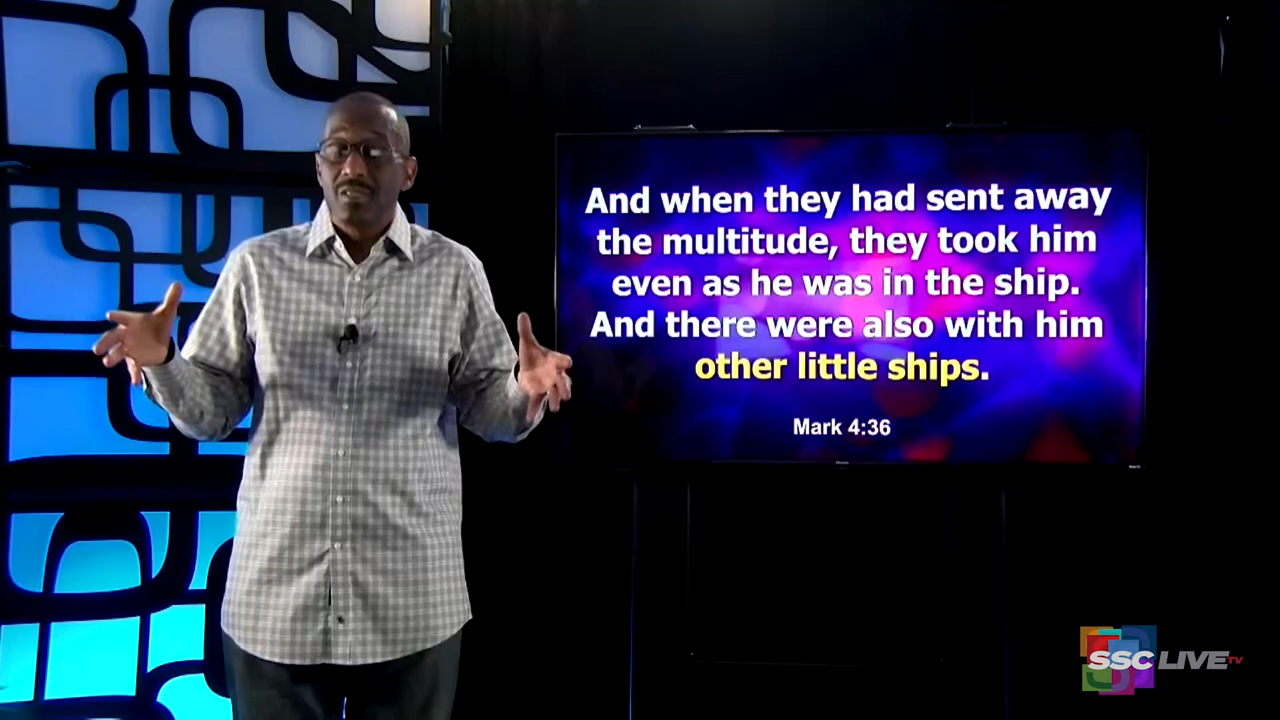 And when they had sent away
the multitude, they took him
even as he was in the ship.
And there were also with him
other little ships.
Mark 4:36
SSC LIVE TV